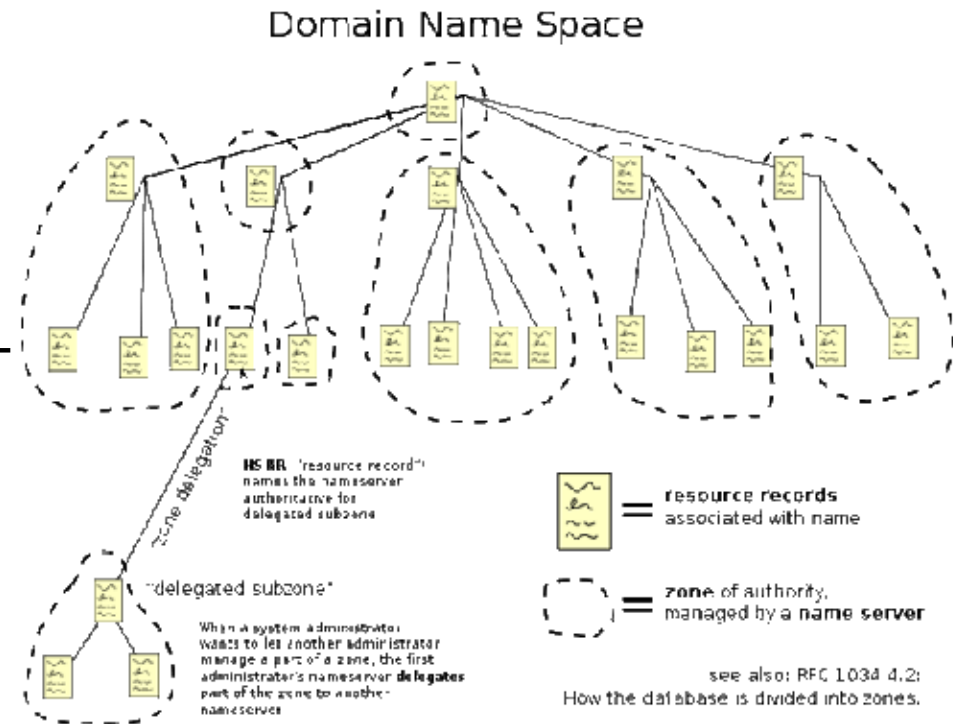 Domain Name Space
"zone delegation"
NS RR ("resource record")
names the nameserver
authoritative for
delegated subzone
= resource records
associated with name
"delegated subzone"
= zone of authority,
managed by a name server
When a system administrator
wants to let another administrator
manage a part of a zone, the first
administrator's nameserver delegates
part of the zone to another
nameserver
see also: RFC 1034 4.2:
How the database is divided into zones.